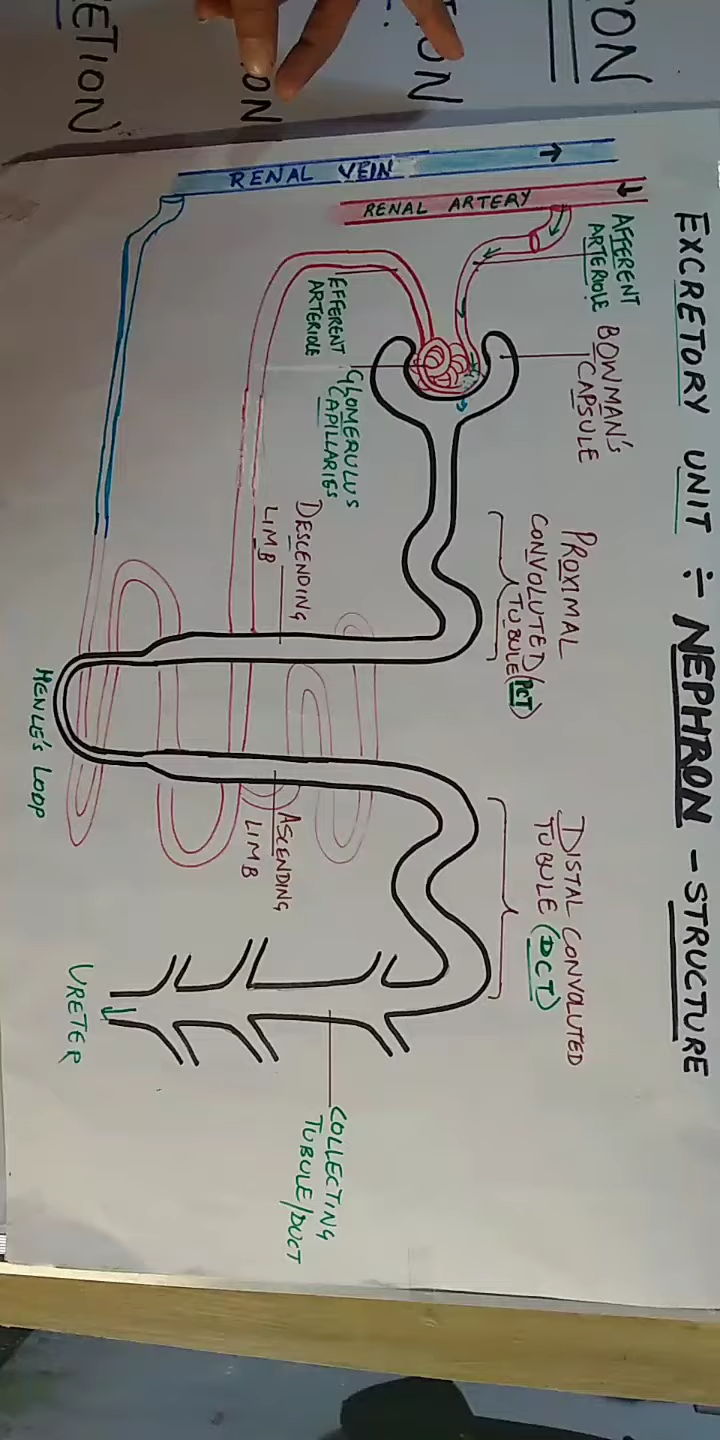 EXCRETORY UNIT ÷ NEPHRON - STRUCTURE
RENAL VEIN
RENAL ARTERY
AFFERENT
ARTERIOLE
BOWMAN'S
CAPSULE
EFFERENT
ARTERIOLE
GLOMERULUS
CAPILLARIES
PROXIMAL
CONVOLUTED
TUBULE (PCT)
DESCENDING
LIMB
HENLE'S LOOP
ASCENDING
LIMB
DISTAL CONVOLUTED
TUBULE (DCT)
COLLECTING
TUBULE/DUCT
URETER
ON
ON
ETION